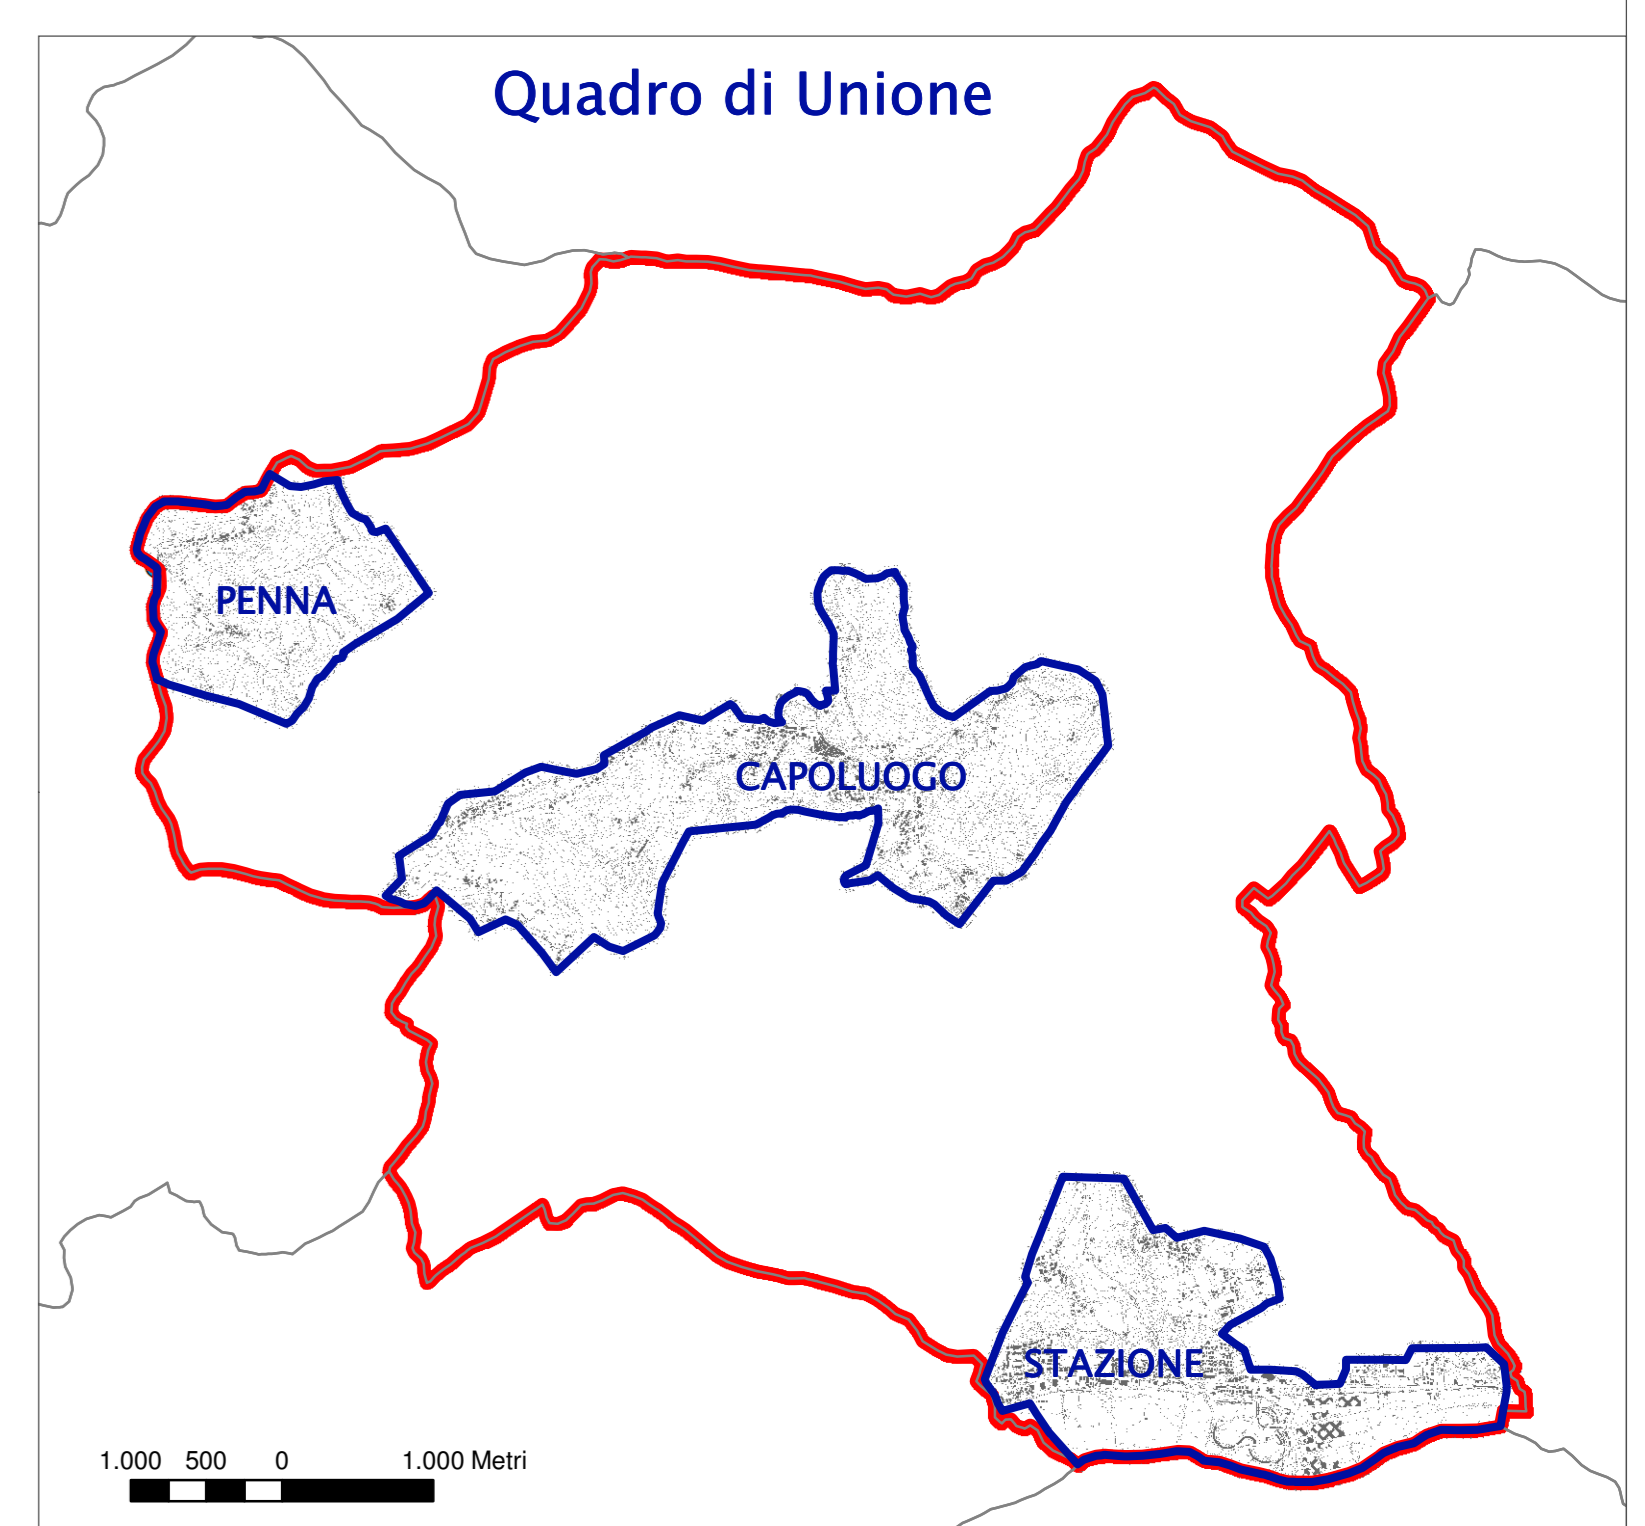 Quadro di Unione
PENNA
CAPOLUOGO
STAZIONE
1.000 500 0 1.000 Metri